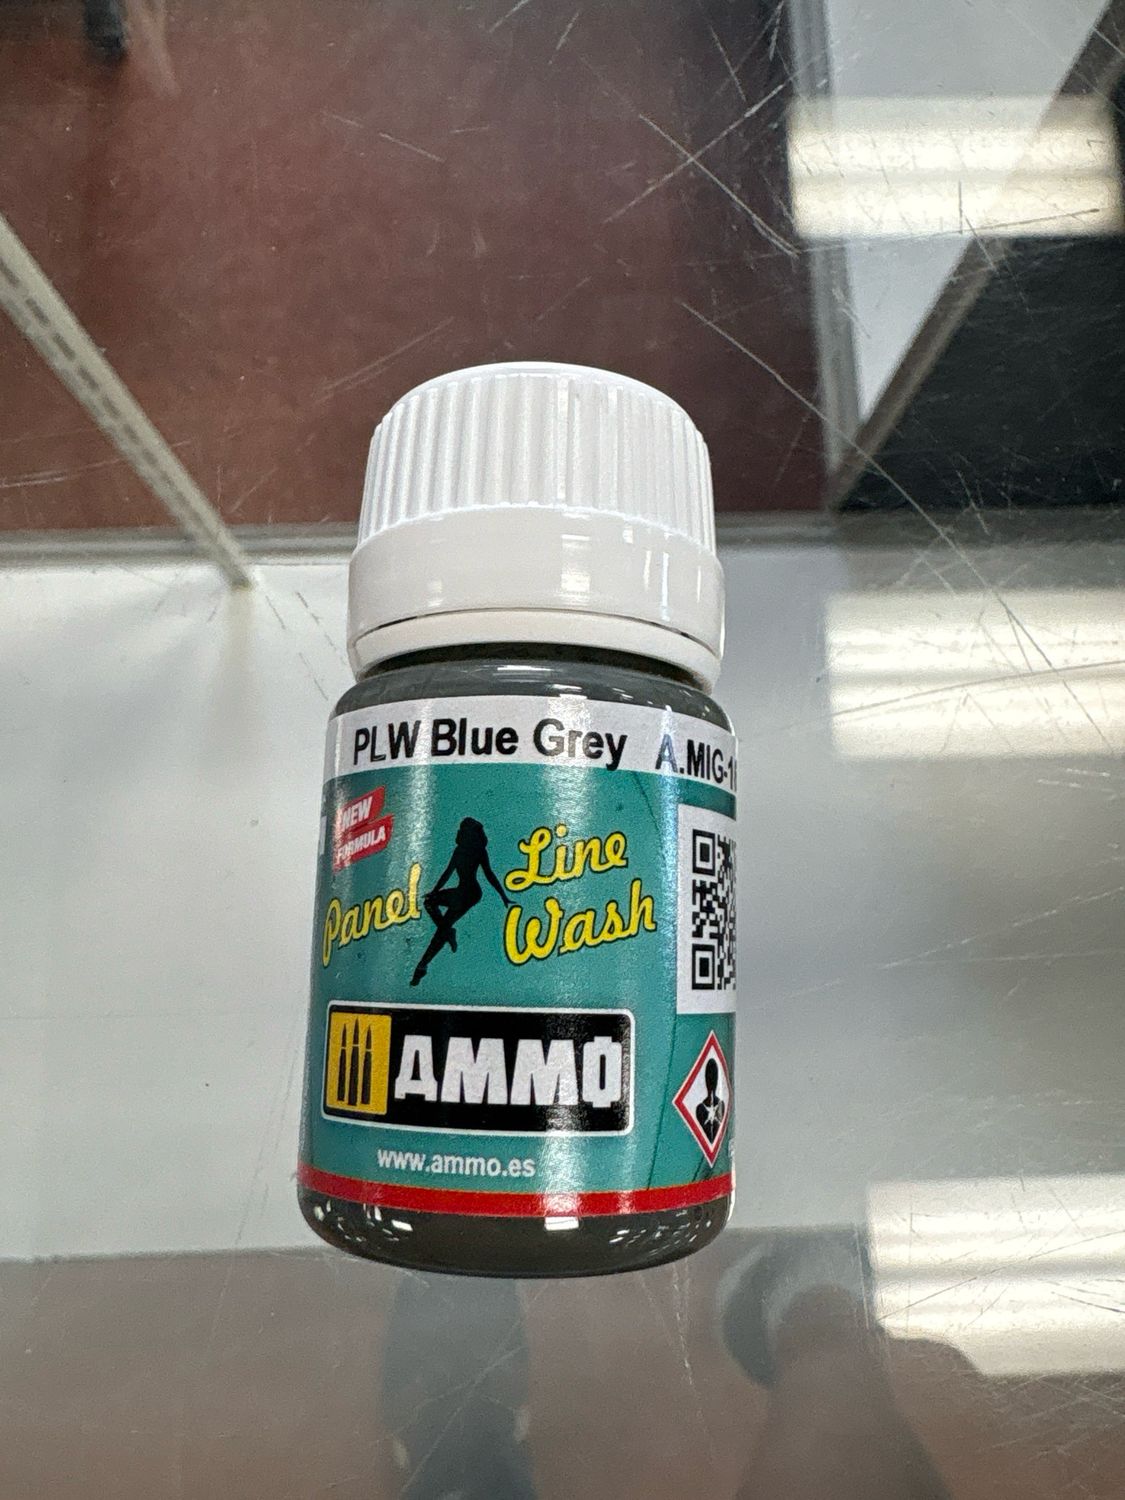 PLW Blue Grey A.MIG-1
NEW
FORMULA
Panel Line
Wash
AMMO
www.ammo.es